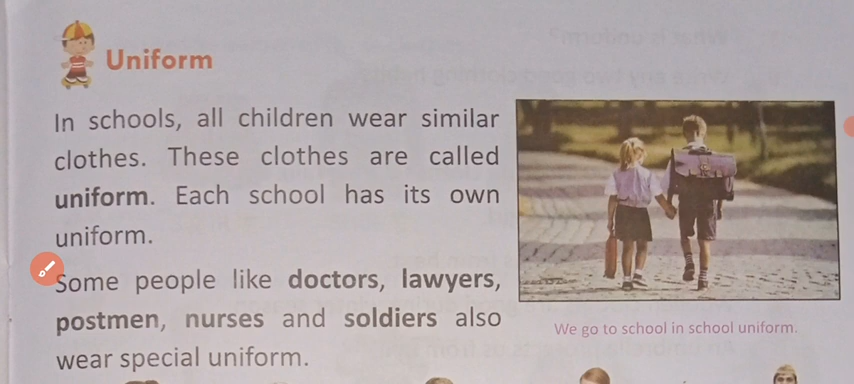 Uniform
In schools, all children wear similar
clothes. These clothes are called
uniform. Each school has its own
uniform.
Some people like doctors, lawyers,
postmen, nurses and soldiers also
wear special uniform.
We go to school in school uniform.